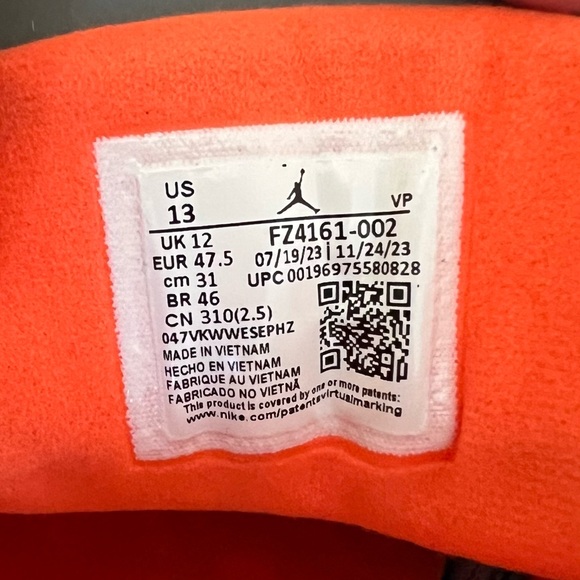 US
13
VP
UK 12
FZ4161-002
EUR 47.5
07/19/23 | 11/24/23
cm 31
UPC 00196975580828
BR 46
CN 310(2.5)
047VKWWESEPHZ
MADE IN VIETNAM
HECHO EN VIETNAM
FABRIQUE AU VIETNAM
FABRICADO NO VIETNÃ
This product is covered by one or more patents:
www.nike.com/patentsvirtualmarking